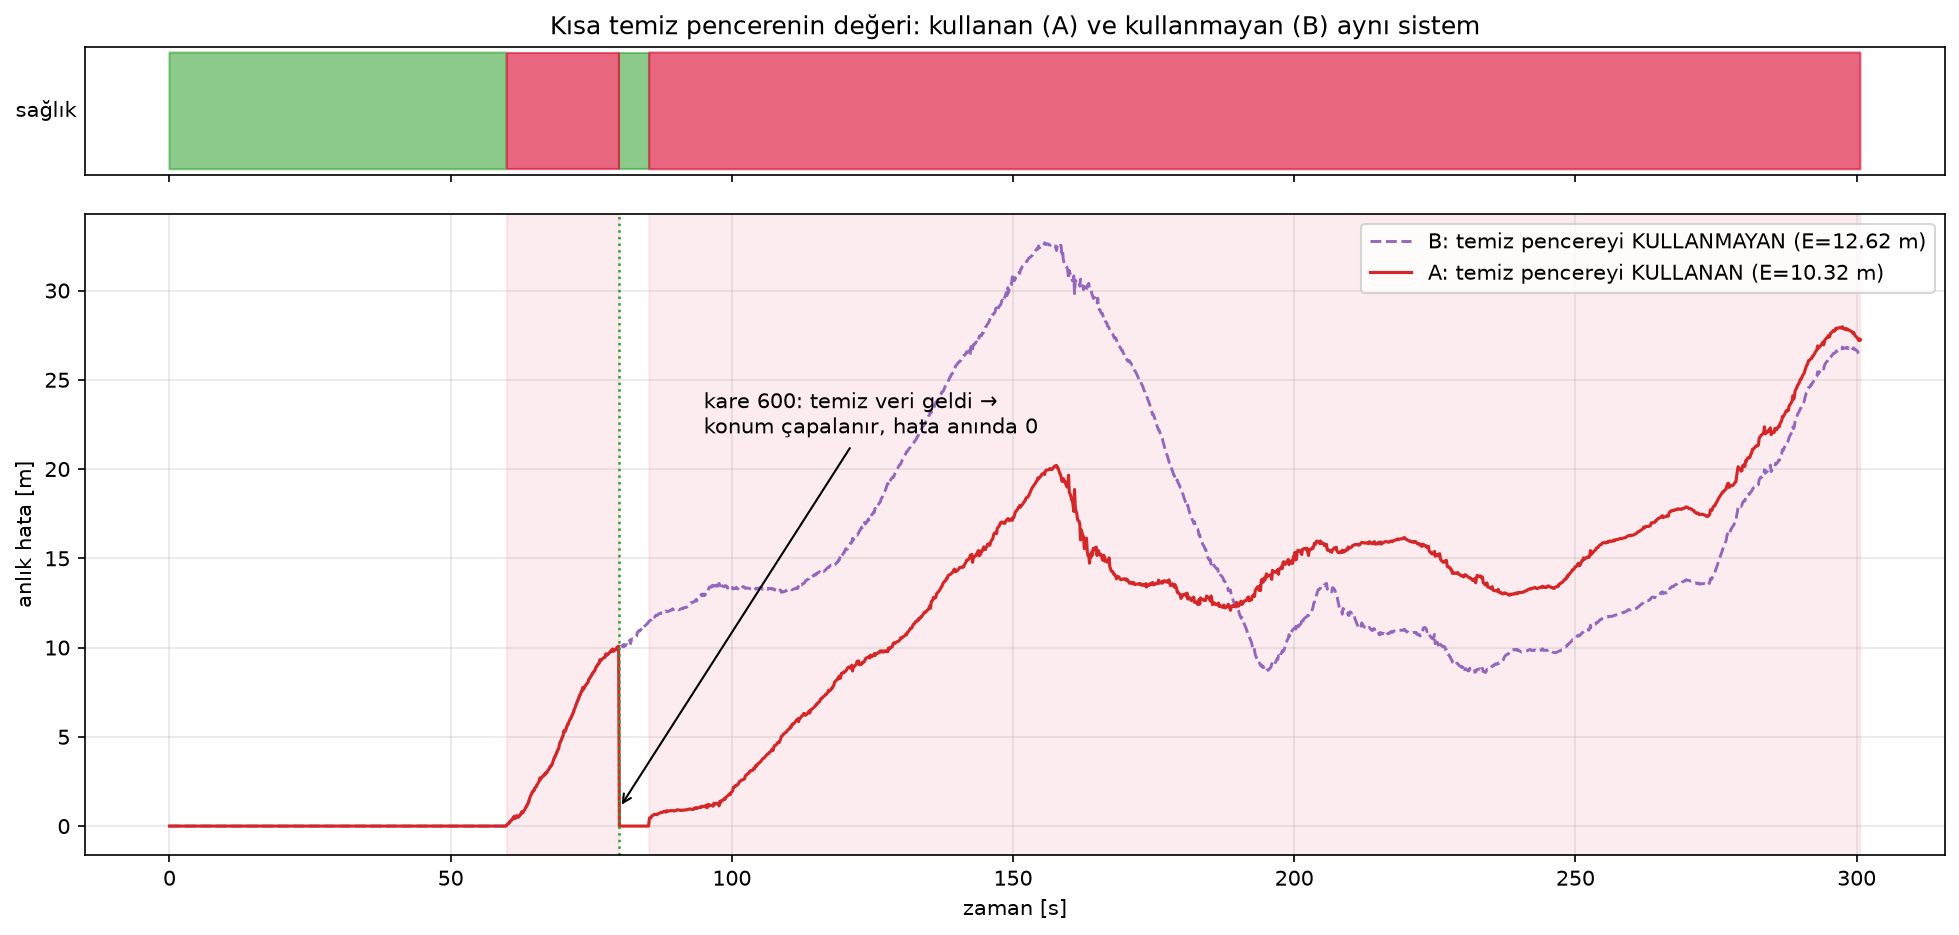 Kısa temiz pencerenin değeri: kullanan (A) ve kullanmayan (B) aynı sistem
sağlık
B: temiz pencereyi KULLANMAYAN (E=12.62 m)
A: temiz pencereyi KULLANAN (E=10.32 m)
kare 600: temiz veri geldi →
konum çapalanır, hata anında 0
anlık hata [m]
30
25
20
15
10
5
0
0 50 100 150 200 250 300
zaman [s]